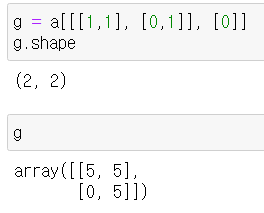 g = a[[[1,1], [0,1]], [0]]
g.shape
(2, 2)
g
array([[5, 5],
       [0, 5]])